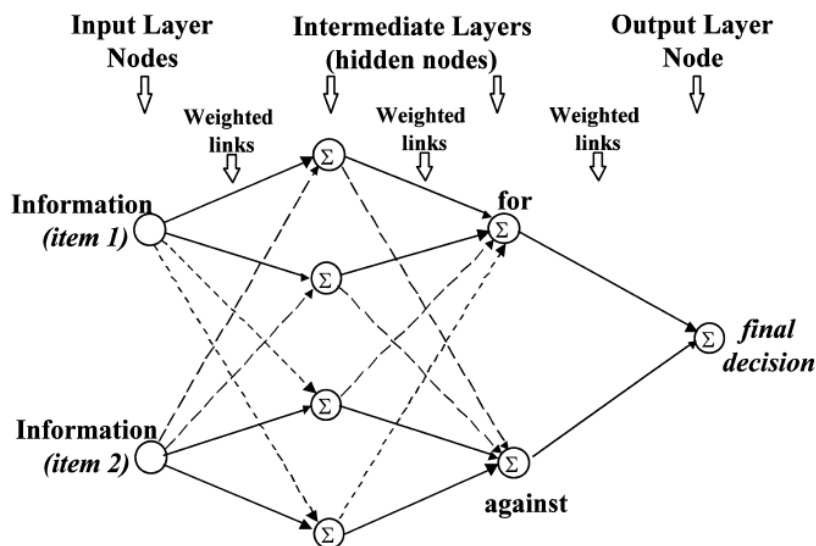 Input Layer
Nodes
Intermediate Layers
(hidden nodes)
Output Layer
Node
Weighted
links
Weighted
links
Weighted
links
Σ
Information
(item 1)
for
Σ
Σ
Σ
final
decision
Σ
Information
(item 2)
Σ
against
Σ